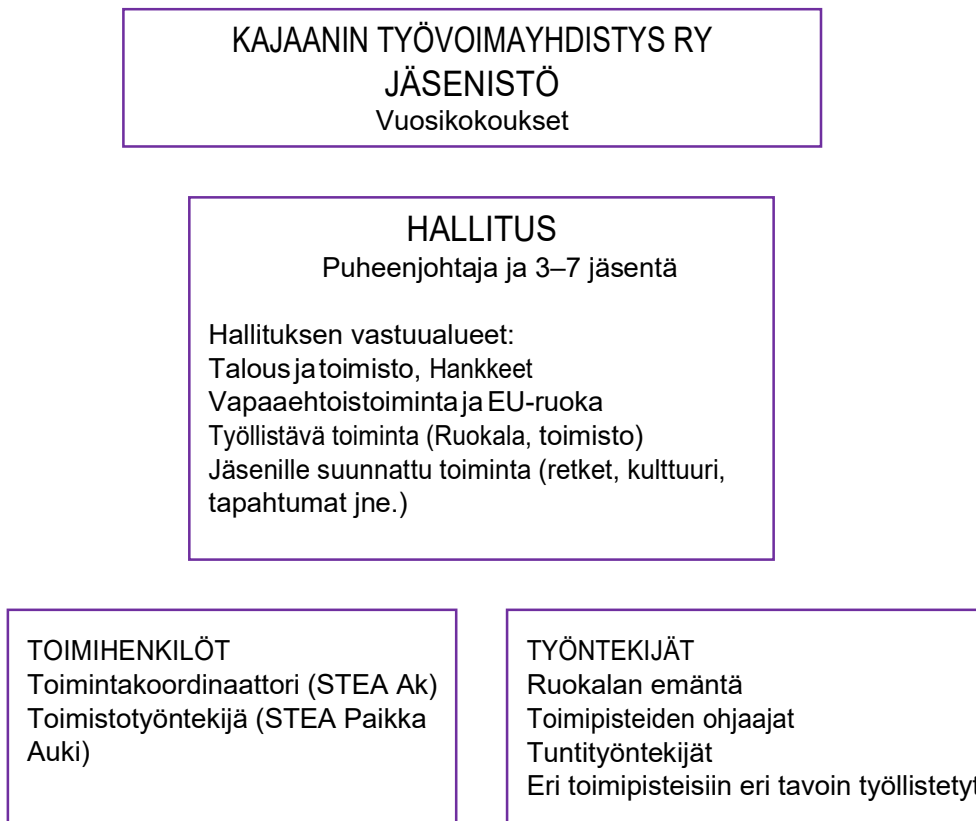 KAJAANIN TYÖVOIMAYHDISTYS RY
JÄSENISTÖ
Vuosikokoukset
HALLITUS
Puheenjohtaja ja 3–7 jäsentä
Hallituksen vastuualueet:
Talous ja toimisto, Hankkeet
Vapaaehtoistoiminta ja EU-ruoka
Työllistävä toiminta (Ruokala, toimisto)
Jäsenille suunnattu toiminta (retket, kulttuuri,
tapahtumat jne.)
TOIMIHENKILÖT
Toimintakoordinaattori (STEA Ak)
Toimistotyöntekijä (STEA Paikka
Auki)
TYÖNTEKIJÄT
Ruokalan emäntä
Toimipisteiden ohjaajat
Tuntityöntekijät
Eri toimipisteisiin eri tavoin työllistetyt